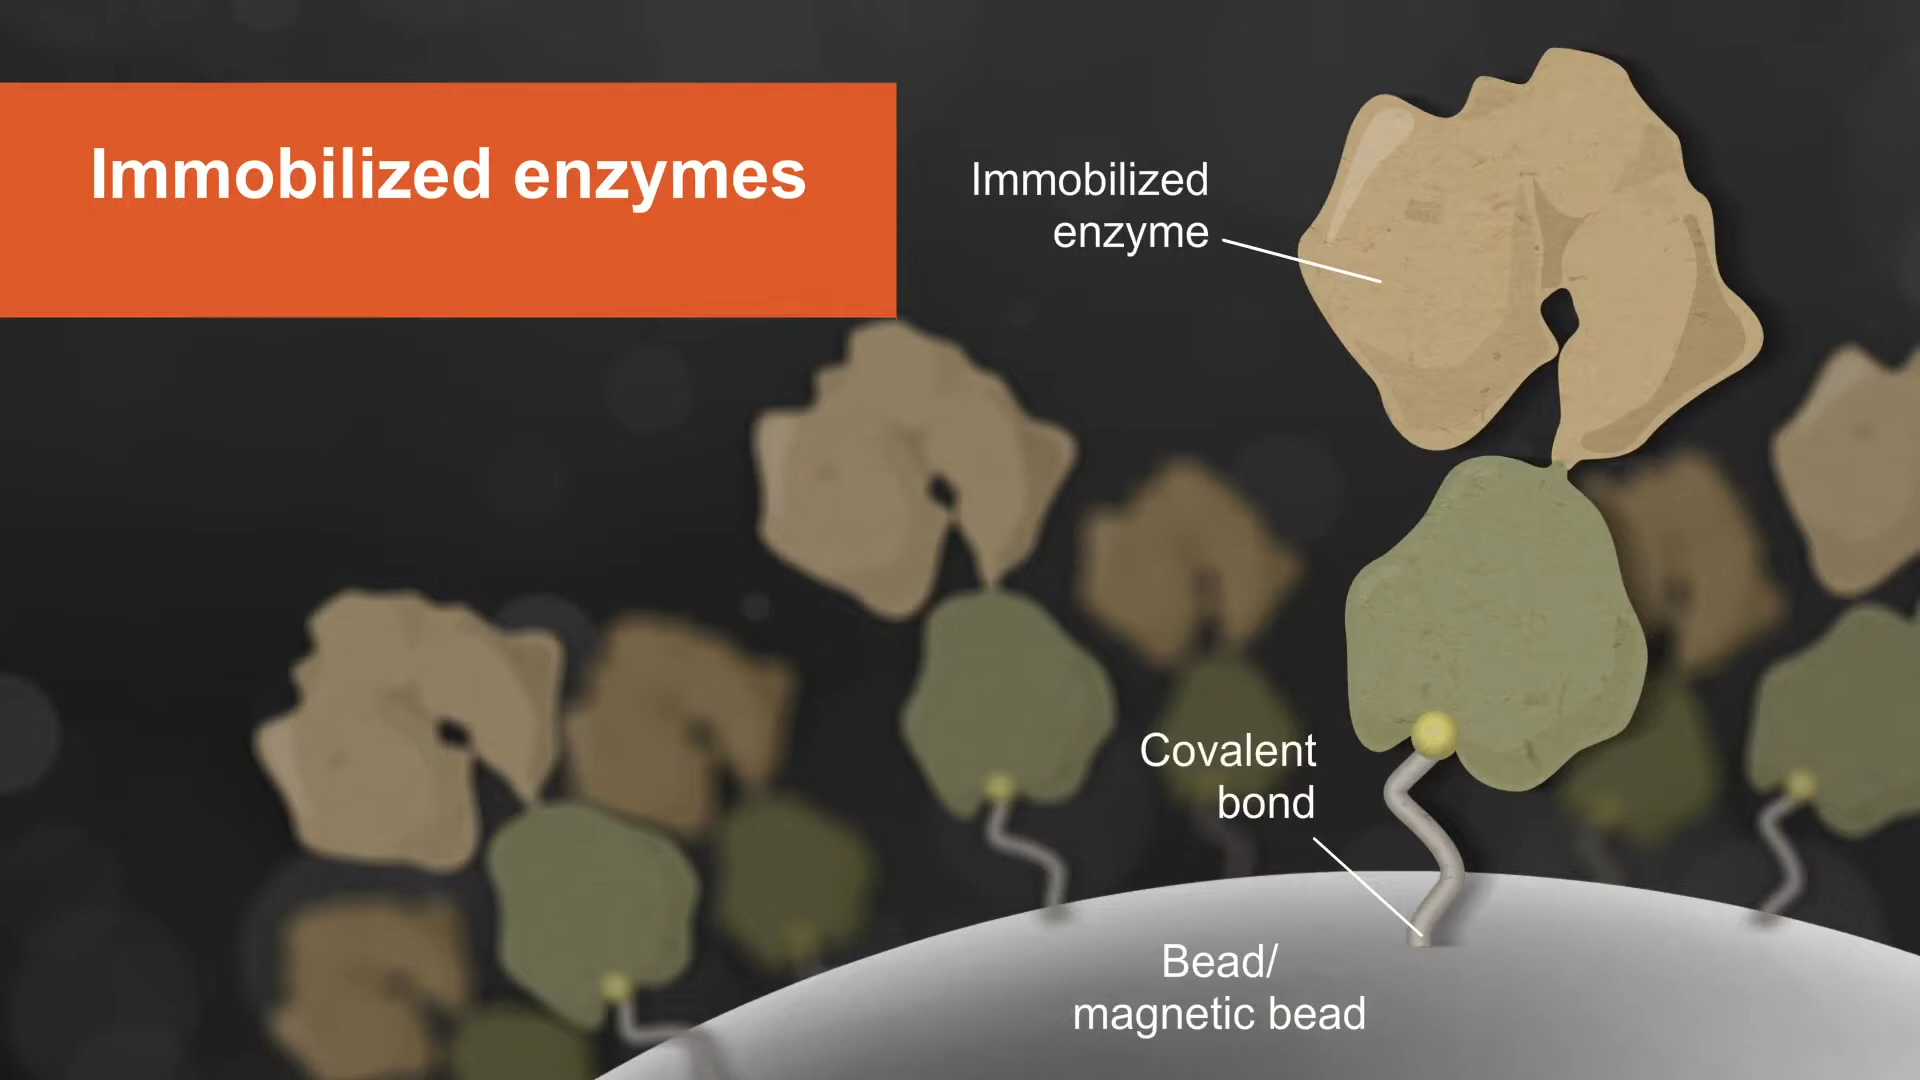 Immobilized enzymes
Immobilized
enzyme
Covalent
bond
Bead/
magnetic bead